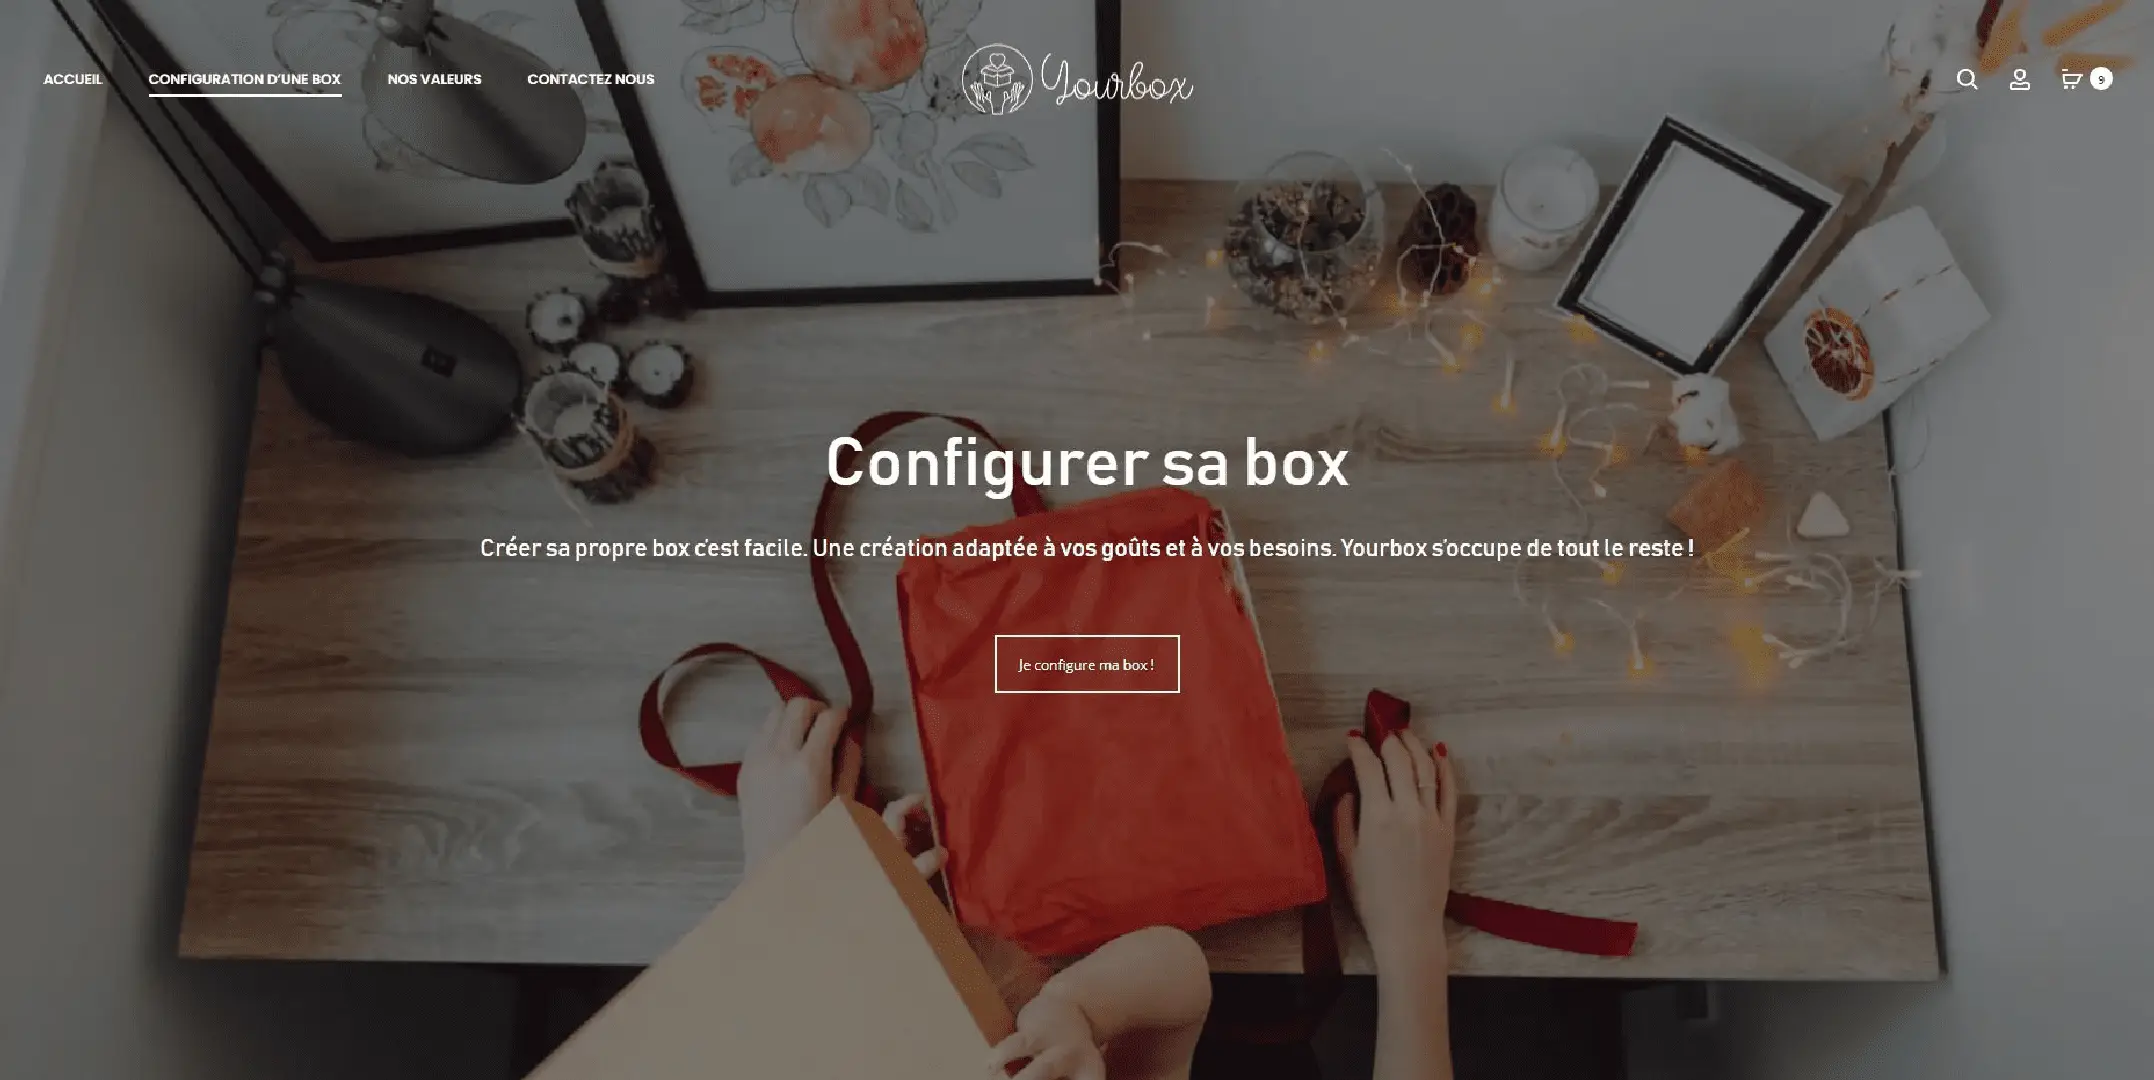 ACCUEIL
CONFIGURATION D'UNE BOX
NOS VALEURS
CONTACTEZ NOUS
Yourbox
9
Configurer sa box
Créer sa propre box c'est facile. Une création adaptée à vos goûts et à vos besoins. Yourbox s'occupe de tout le reste !
Je configure ma box !